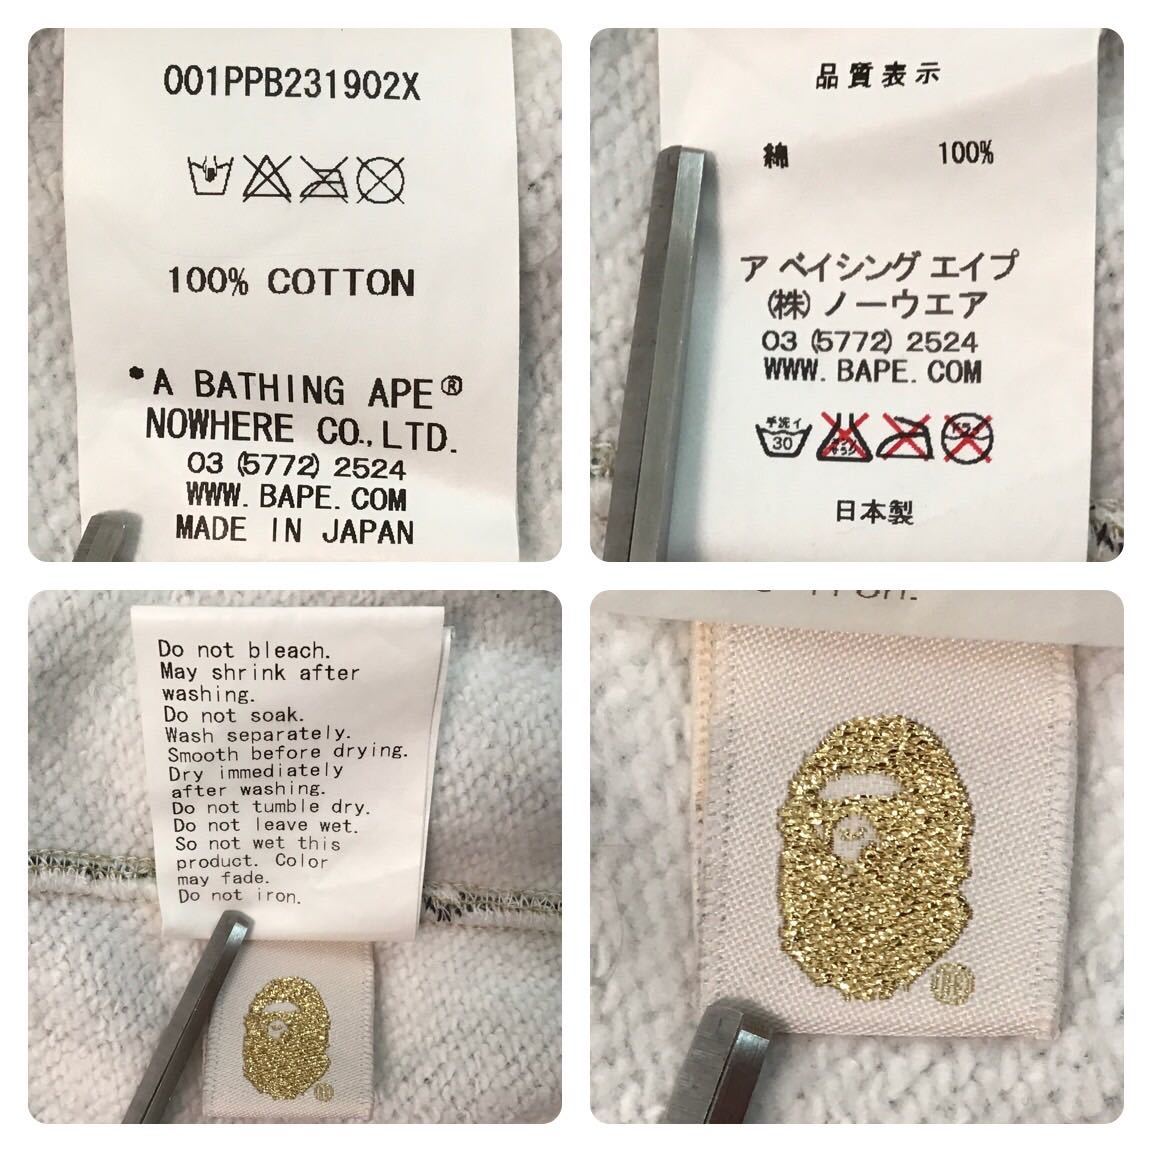 001PPB231902X
100% COTTON
•A BATHING APE®
NOWHERE CO., LTD.
03 (5772) 2524
WWW. BAPE. COM
MADE IN JAPAN
品質表示
綿 100%
ア ベイシング エイプ
(株) ノーウエア
03 (5772) 2524
WWW. BAPE. COM
手洗イ
30
日本製
Do not bleach.
May shrink after
washing.
Do not soak.
Wash separately.
Smooth before drying.
Dry immediately
after washing.
Do not tumble dry.
Do not leave wet.
So not wet this
product. Color
may fade.
Do not iron.